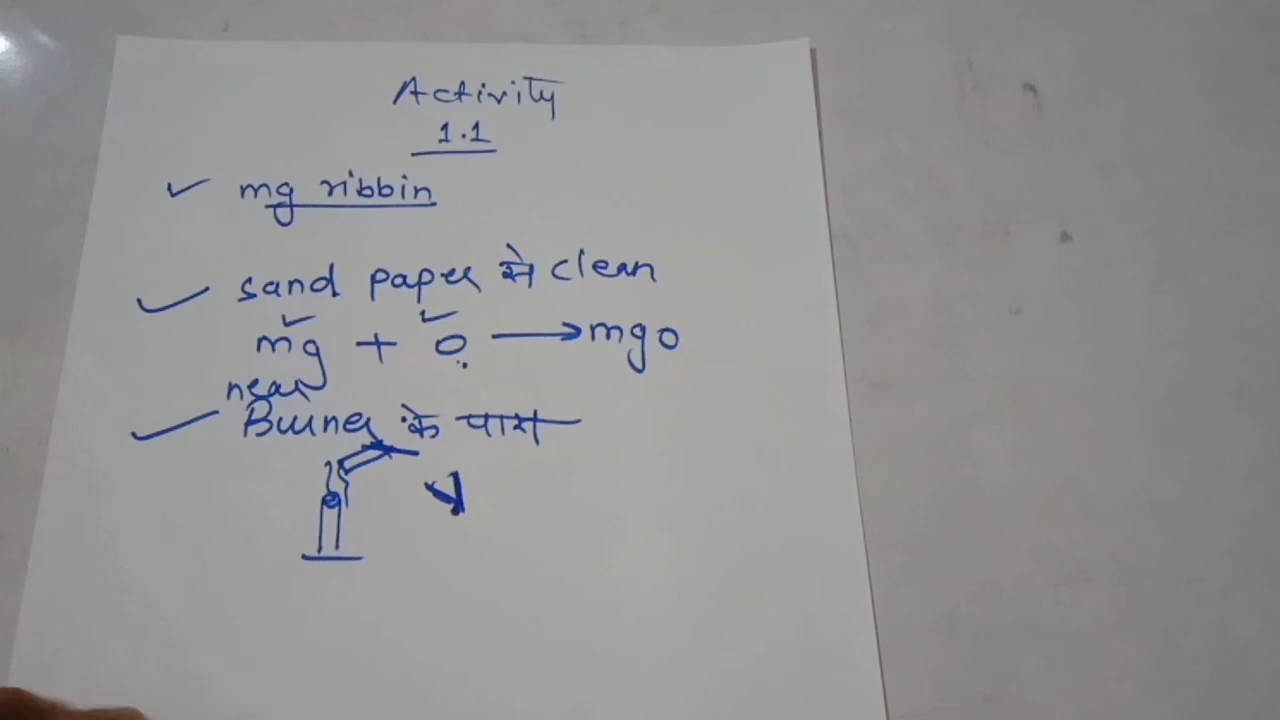 Activity
1.1
mg ribbin
sand paper से clean
mg + o → mgo
near
Burner के पास